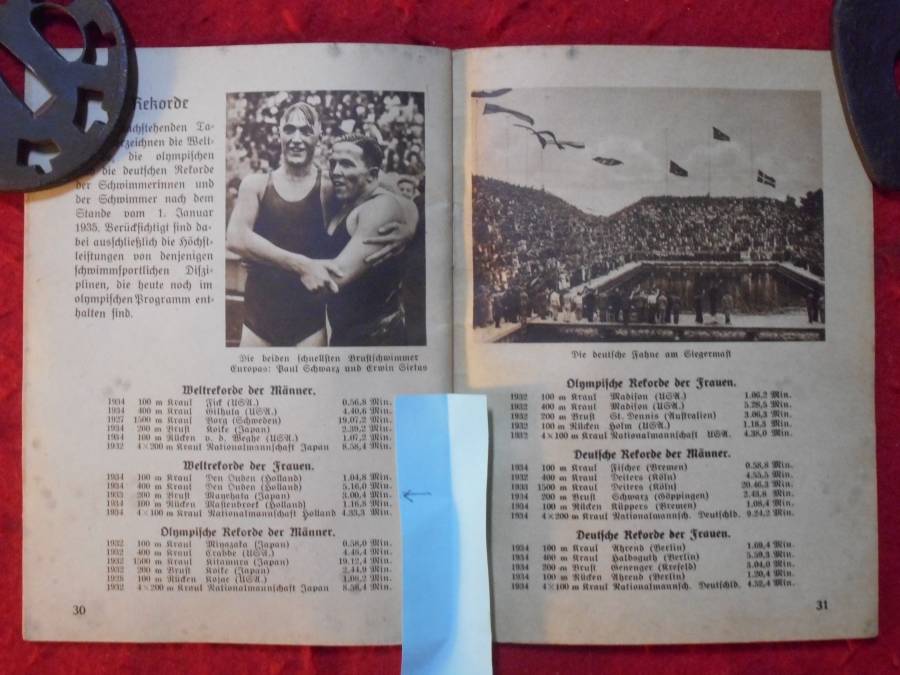 Rekorde
Ta-
zeichnen die Welt-
die olympischen
die deutschen Rekorde
der Schwimmerinnen und
der Schwimmer nach dem
Stande vom 1. Januar
1935. Berücksichtigt sind da-
bei ausschließlich die Höchst-
leistungen von denjenigen
schwimmsportlichen Diszi-
plinen, die heute noch im
olympischen Programm ent-
halten sind.
Die beiden schnellsten Brustschwimmer
Europas: Paul Schwarz und Erwin Sietas
Weltrekorde der Männer.
1934 100 m Kraul Fick (USA.) 0.56,8 Min.
1934 400 m Kraul (USA.) 4.40,6 Min.
1927 1500 m Kraul Borg (Schweden) 19.07,2 Min.
1934 200 m Brust Koike (Japan) 2.39,2 Min.
1934 100 m Rücken v. d. Weghe (USA.) 1.07,2 Min.
1932 4×200 m Kraul Nationalmannschaft Japan 8.58,4 Min.
Weltrekorde der Frauen.
1934 100 m Kraul Den Ouden (Holland) 1.04,8 Min.
1934 400 m Kraul Den Ouden (Holland) 5.16,0 Min.
1933 200 m Brust Mayehata (Japan) 3.00,4 Min.
1934 100 m Rücken Mastenbroek (Holland) 1.16,8 Min.
1934 4×100 m Kraul Nationalmannschaft Holland 4.33,3 Min.
Olympische Rekorde der Männer.
1932 100 m Kraul Miyazaki (Japan) 0.58,0 Min.
1932 400 m Kraul Crabbe (USA.) 4.48,4 Min.
1932 1500 m Kraul Kitamura (Japan) 19.12,4 Min.
1932 200 m Brust Koike (Japan) 2.44,9 Min.
1928 100 m Rücken Kojac (USA.) 1.08,2 Min.
1932 4×200 m Kraul Nationalmannschaft Japan 8.58,4 Min.
30
Die deutsche Fahne am Siegermast
Olympische Rekorde der Frauen.
1932 100 m Kraul Madison (USA.) 1.06,2 Min.
1932 400 m Kraul Madison (USA.) 5.28,5 Min.
1932 200 m Brust St. Dennis (Australien) 3.06,3 Min.
1932 100 m Rücken Holm (USA.) 1.18,3 Min.
1932 4×100 m Kraul Nationalmannschaft USA. 4.38,0 Min.
Deutsche Rekorde der Männer.
1934 100 m Kraul Fischer (Bremen) 0.58,8 Min.
1932 400 m Kraul Deiters (Köln) 4.55,5 Min.
1933 1500 m Kraul Deiters (Köln) 20.46,3 Min.
1934 200 m Brust Schwarz (Göppingen) 2.43,8 Min.
1934 100 m Rücken Küppers (Bremen) 1.08,4 Min.
1934 4×200 m Kraul Nationalmannsch. Deutschld. 9.24,2 Min.
Deutsche Rekorde der Frauen.
1934 100 m Kraul Ahrend (Berlin) 1.69,4 Min.
1934 400 m Kraul Halbsguth (Berlin) 5.59,3 Min.
1934 200 m Brust Genenger (Krefeld) 3.04,0 Min.
1934 100 m Rücken Ahrend (Berlin) 1.20,4 Min.
1934 4×100 m Kraul Nationalmannsch. Deutschld. 4.52,4 Min.
31